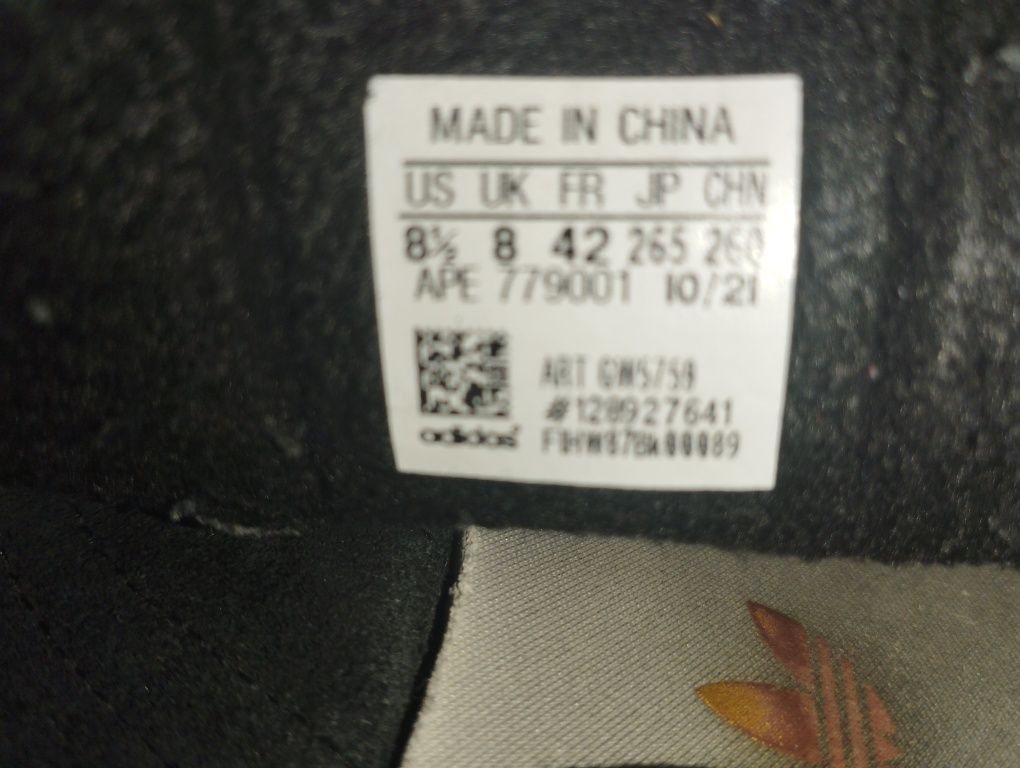 MADE IN CHINA
US UK FR JP CHN
8½ 8 42 265 260
APE 779001 10/21
ART GW5759
#128927641
adidas